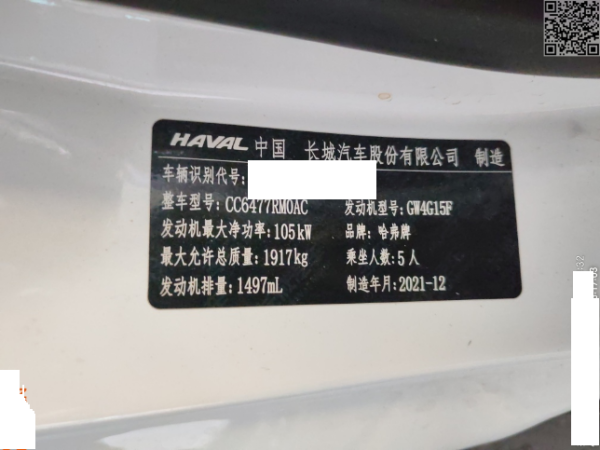 HAVAL 中国 长城汽车股份有限公司 制造
车辆识别代号:
整车型号: CC6477RM0AC 发动机型号: GW4G15F
发动机最大净功率: 105kW 品牌: 哈弗牌
最大允许总质量: 1917kg 乘坐人数: 5人
发动机排量: 1497mL 制造年月: 2021-12